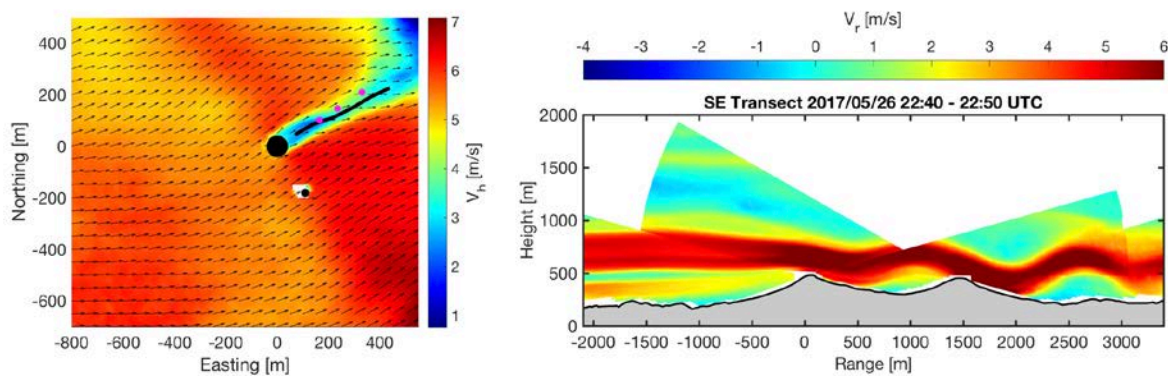 400
200
0
-200
-400
-600
Northing [m]
-800 -600 -400 -200 0 200 400
Easting [m]
7
6
5
4
3
2
1
V_h [m/s]
V_r [m/s]
-4 -3 -2 -1 0 1 2 3 4 5 6
SE Transect 2017/05/26 22:40 - 22:50 UTC
2000
1500
1000
500
0
Height [m]
-2000 -1500 -1000 -500 0 500 1000 1500 2000 2500 3000
Range [m]